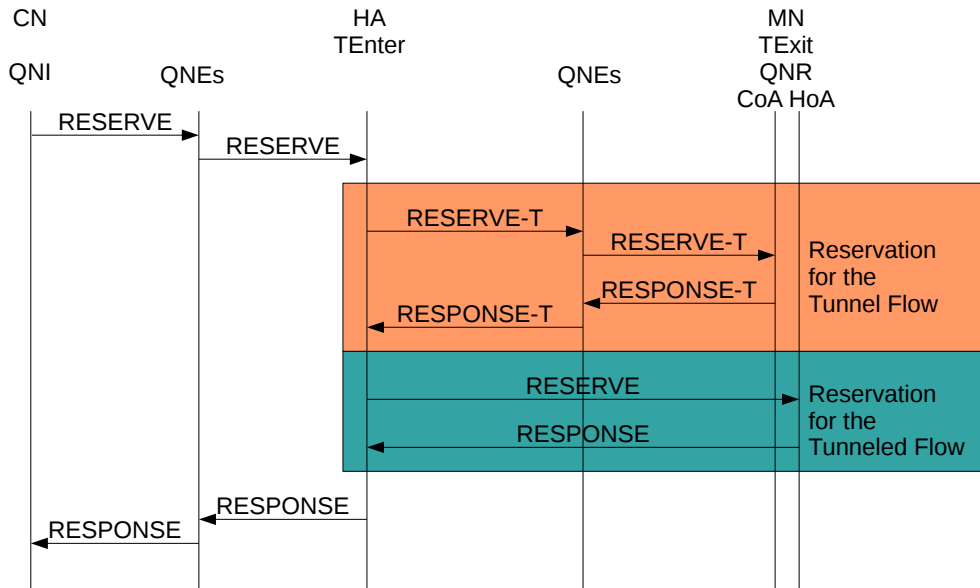 CN
HA
MN
TEnter
TExit
QNI
QNEs
QNEs
QNR
CoA HoA
RESERVE
RESERVE
RESERVE-T
RESERVE-T
Reservation
for the
Tunnel Flow
RESPONSE-T
RESPONSE-T
RESERVE
Reservation
for the
Tunneled Flow
RESPONSE
RESPONSE
RESPONSE